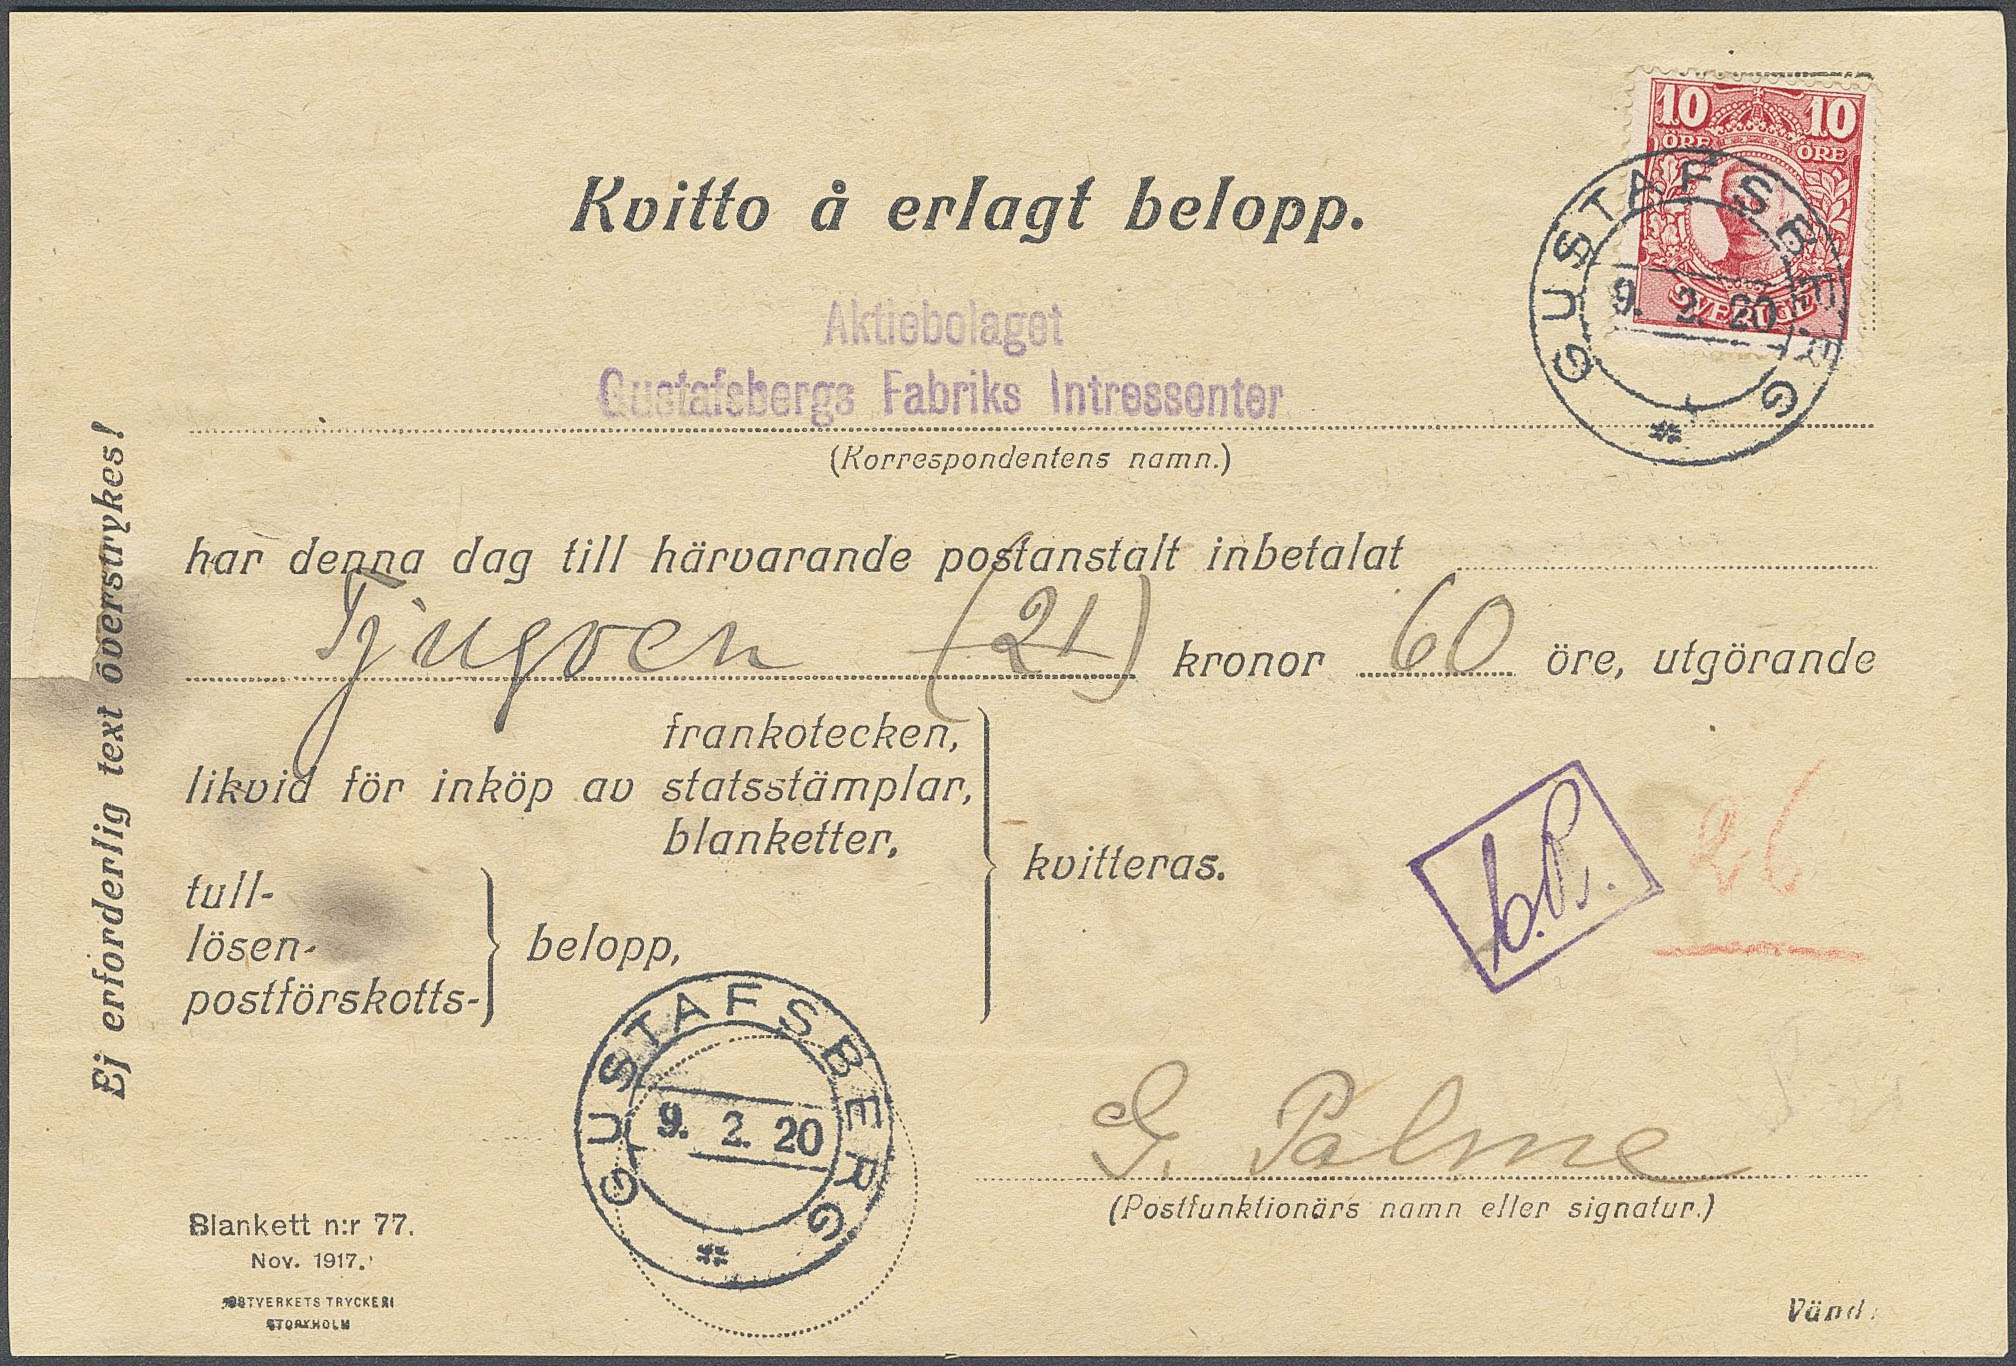 10 10
ÖRE ÖRE
SVERIGE
GUSTAFSBERG
9. 2. 20
Kvitto å erlagt belopp.
Aktiebolaget
Gustafsbergs Fabriks Intressenter
(Korrespondentens namn.)
har denna dag till härvarande postanstalt inbetalat
Tjugoen (21) kronor 60 öre, utgörande
frankotecken,
likvid för inköp av statsstämplar,
blanketter,
kvitteras.
tull-
lösen-
postförskotts-
belopp,
26
GUSTAFSBERG
9. 2. 20
G. Palme
(Postfunktionärs namn eller signatur.)
Blankett n:r 77.
Nov. 1917.
POSTVERKETS TRYCKERI
STOCKHOLM
Vänd!
Ej erforderlig text överstrykes!